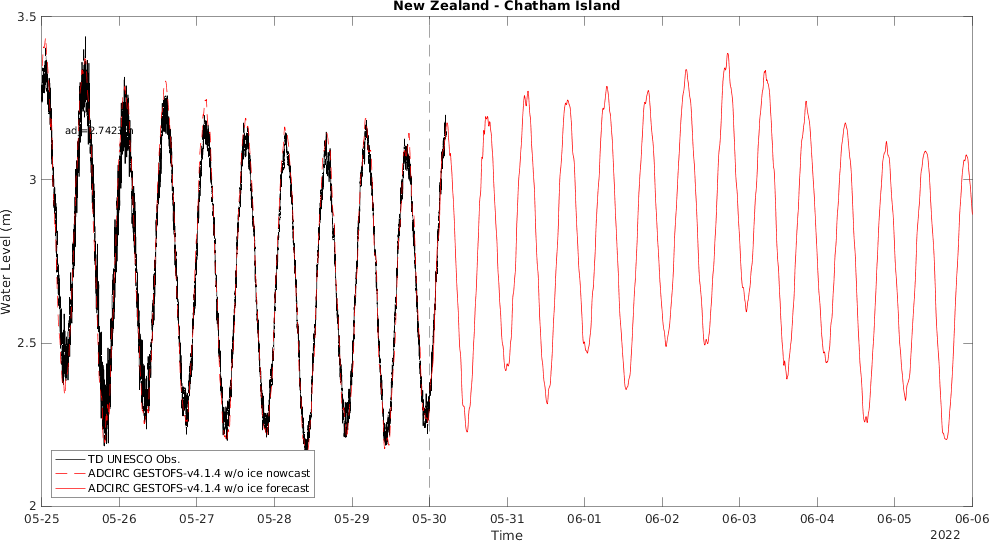 New Zealand - Chatham Island
3.5
3
2.5
2
Water Level (m)
TD UNESCO Obs.
ADCIRC GESTOFS-v4.1.4 w/o ice nowcast
ADCIRC GESTOFS-v4.1.4 w/o ice forecast
05-25 05-26 05-27 05-28 05-29 05-30 05-31 06-01 06-02 06-03 06-04 06-05 06-06
Time
2022